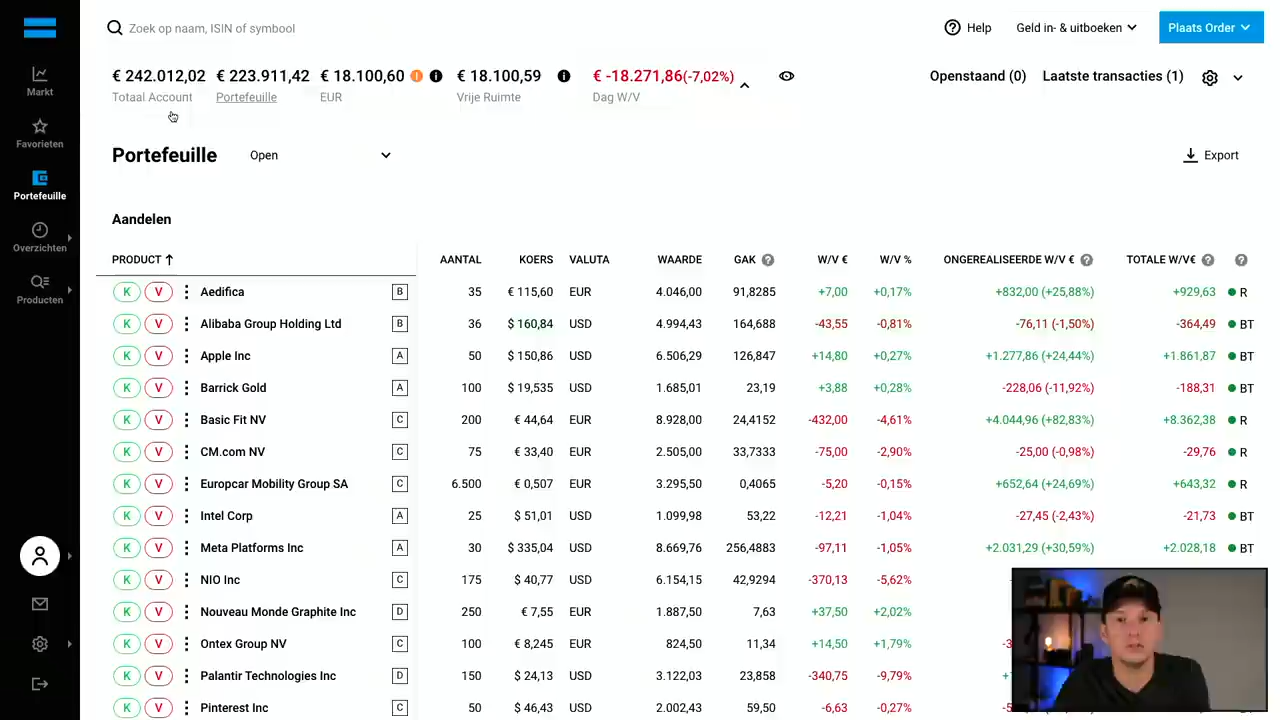 Zoek op naam, ISIN of symbool
Help
Geld in- & uitboeken
Plaats Order
€ 242.012,02 € 223.911,42 € 18.100,60 € 18.100,59 € -18.271,86(-7,02%)
Totaal Account Portefeuille EUR Vrije Ruimte Dag W/V
Openstaand (0) Laatste transacties (1)
Markt
Favorieten
Portefeuille
Overzichten
Producten
Portefeuille Open Export
Aandelen
PRODUCT AANTAL KOERS VALUTA WAARDE GAK W/V € W/V % ONGEREALISEERDE W/V € TOTALE W/V€
K V Aedifica B 35 € 115,60 EUR 4.046,00 91,8285 +7,00 +0,17% +832,00 (+25,88%) +929,63 R
K V Alibaba Group Holding Ltd B 36 $ 160,84 USD 4.994,43 164,688 -43,55 -0,81% -76,11 (-1,50%) -364,49 BT
K V Apple Inc A 50 $ 150,86 USD 6.506,29 126,847 +14,80 +0,27% +1.277,86 (+24,44%) +1.861,87 BT
K V Barrick Gold A 100 $ 19,535 USD 1.685,01 23,19 +3,88 +0,28% -228,06 (-11,92%) -188,31 BT
K V Basic Fit NV C 200 € 44,64 EUR 8.928,00 24,4152 -432,00 -4,61% +4.044,96 (+82,83%) +8.362,38 R
K V CM.com NV C 75 € 33,40 EUR 2.505,00 33,7333 -75,00 -2,90% -25,00 (-0,98%) -29,76 R
K V Europcar Mobility Group SA C 6.500 € 0,507 EUR 3.295,50 0,4065 -5,20 -0,15% +652,64 (+24,69%) +643,32 R
K V Intel Corp A 25 $ 51,01 USD 1.099,98 53,22 -12,21 -1,04% -27,45 (-2,43%) -21,73 BT
K V Meta Platforms Inc A 30 $ 335,04 USD 8.669,76 256,4883 -97,11 -1,05% +2.031,29 (+30,59%) +2.028,18 BT
K V NIO Inc C 175 $ 40,77 USD 6.154,15 42,9294 -370,13 -5,62%
K V Nouveau Monde Graphite Inc D 250 € 7,55 EUR 1.887,50 7,63 +37,50 +2,02%
K V Ontex Group NV C 100 € 8,245 EUR 824,50 11,34 +14,50 +1,79%
K V Palantir Technologies Inc D 150 $ 24,13 USD 3.122,03 23,858 -340,75 -9,79%
K V Pinterest Inc C 50 $ 46,43 USD 2.002,43 59,50 -6,63 -0,27%